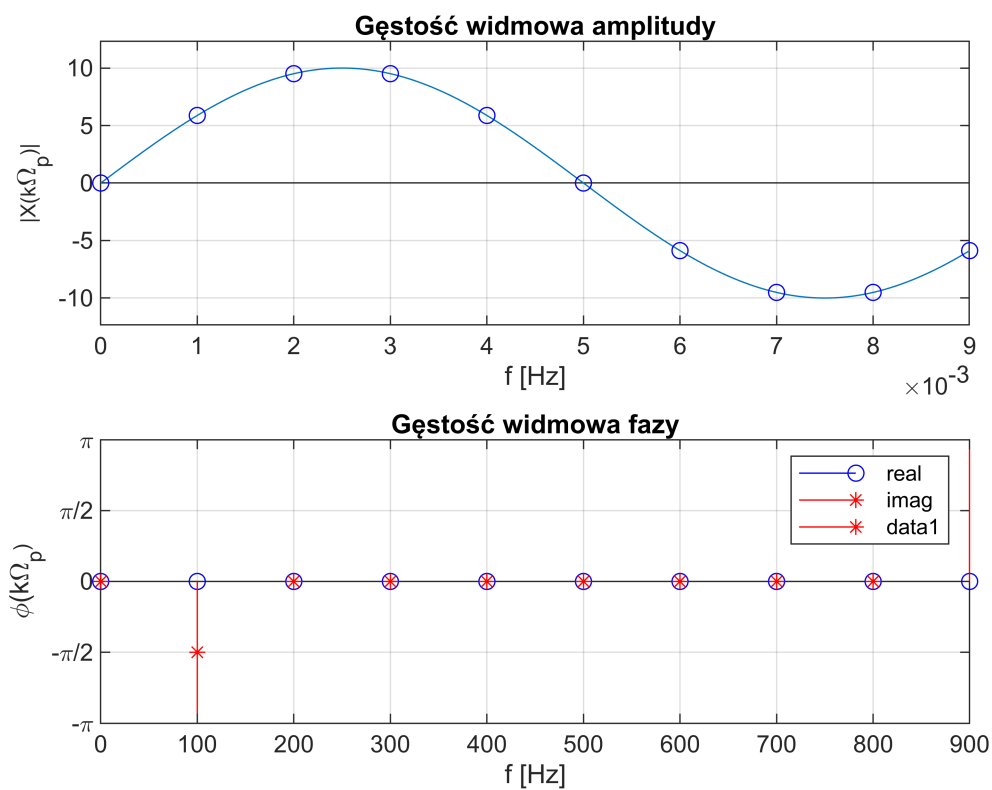 Gęstość widmowa amplitudy
|X(kΩp)|
10
5
0
-5
-10
0 1 2 3 4 5 6 7 8 9
×10-3
f [Hz]
Gęstość widmowa fazy
ϕ(kΩp)
π
π/2
0
-π/2
-π
real
imag
data1
0 100 200 300 400 500 600 700 800 900
f [Hz]